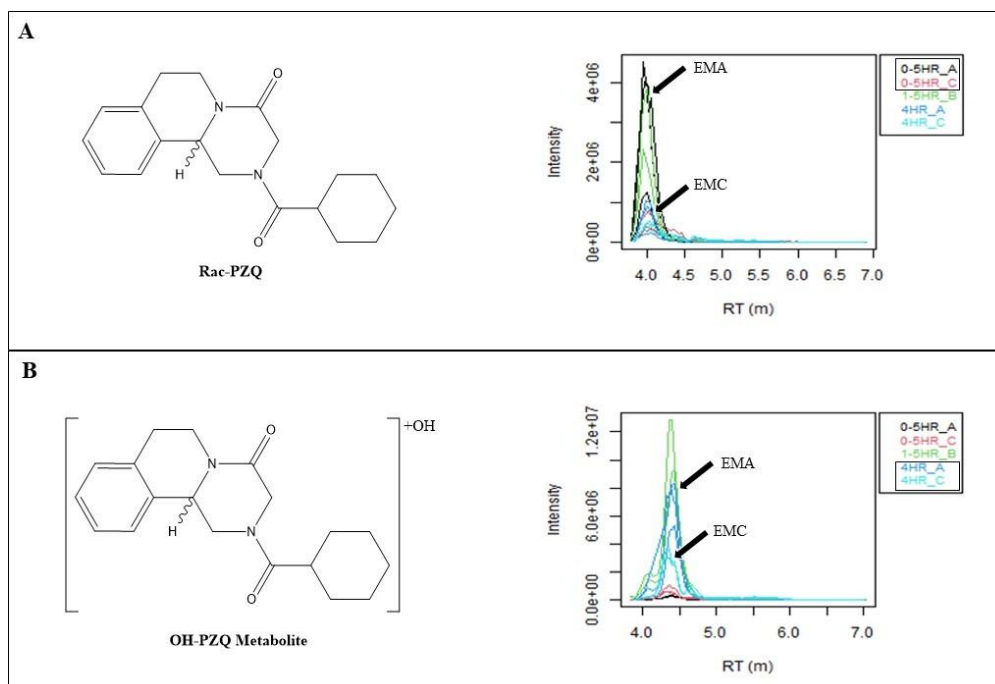 A
O
N
H
N
O
Rac-PZQ
Intensity
4e+06
2e+06
0e+00
EMA
EMC
4.0 4.5 5.0 5.5 6.0 7.0
RT (m)
0-5HR_A
0-5HR_C
1-5HR_B
4HR_A
4HR_C
B
+OH
O
N
H
N
O
OH-PZQ Metabolite
Intensity
1.2e+07
6.0e+06
0.0e+00
EMA
EMC
4.0 5.0 6.0 7.0
RT (m)
0-5HR_A
0-5HR_C
1-5HR_B
4HR_A
4HR_C